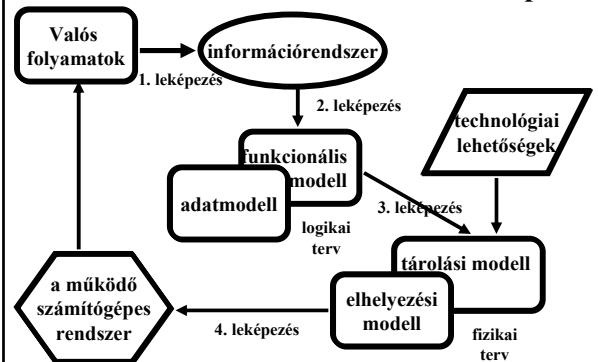 Valós
folyamatok
információrendszer
1. leképezés
2. leképezés
technológiai
lehetőségek
funkcionális
modell
adatmodell
3. leképezés
logikai
terv
tárolási modell
a működő
számítógépes
rendszer
elhelyezési
modell
4. leképezés
fizikai
terv